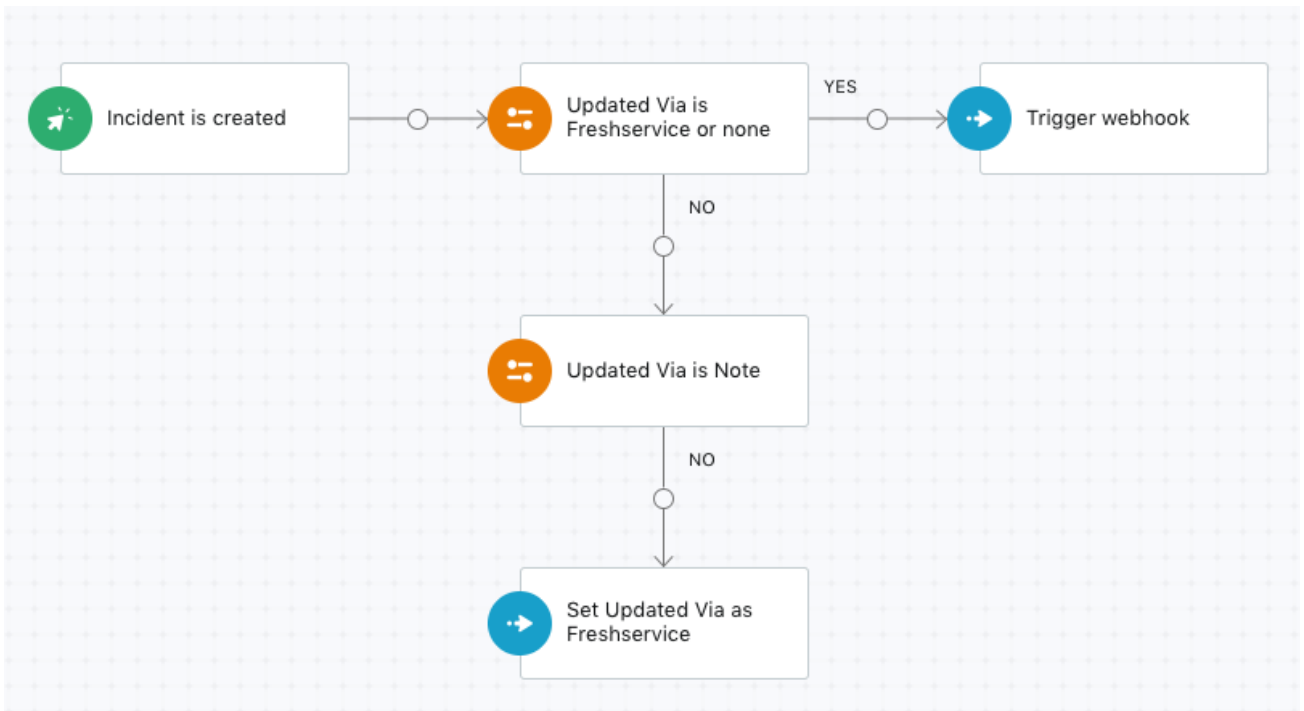 Incident is created
Updated Via is
Freshservice or none
YES
Trigger webhook
NO
Updated Via is Note
NO
Set Updated Via as
Freshservice